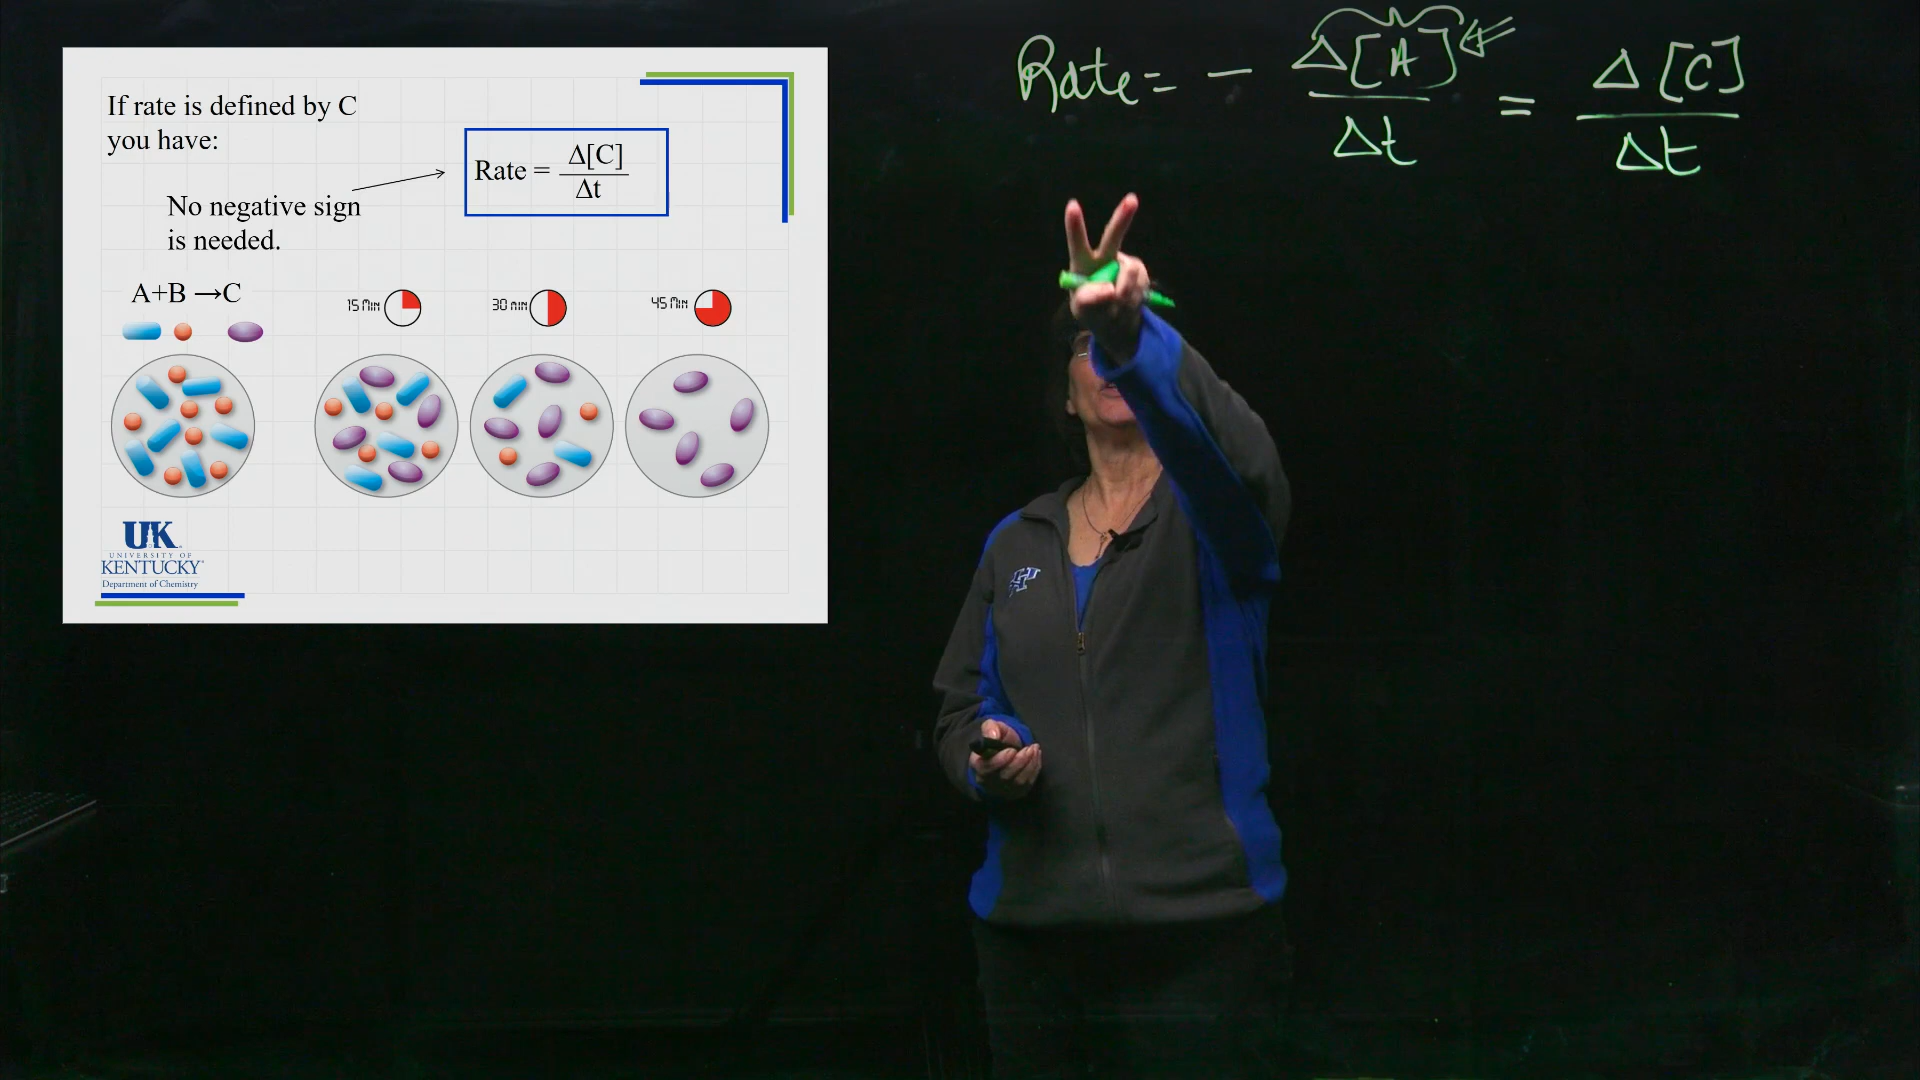 If rate is defined by C
you have:
Rate = Δ[C]
Δt
No negative sign
is needed.
A+B →C
15 Min
30 min
45 Min
UK
UNIVERSITY OF
KENTUCKY
Department of Chemistry
Rate = - Δ[A] = Δ[C]
Δt Δt